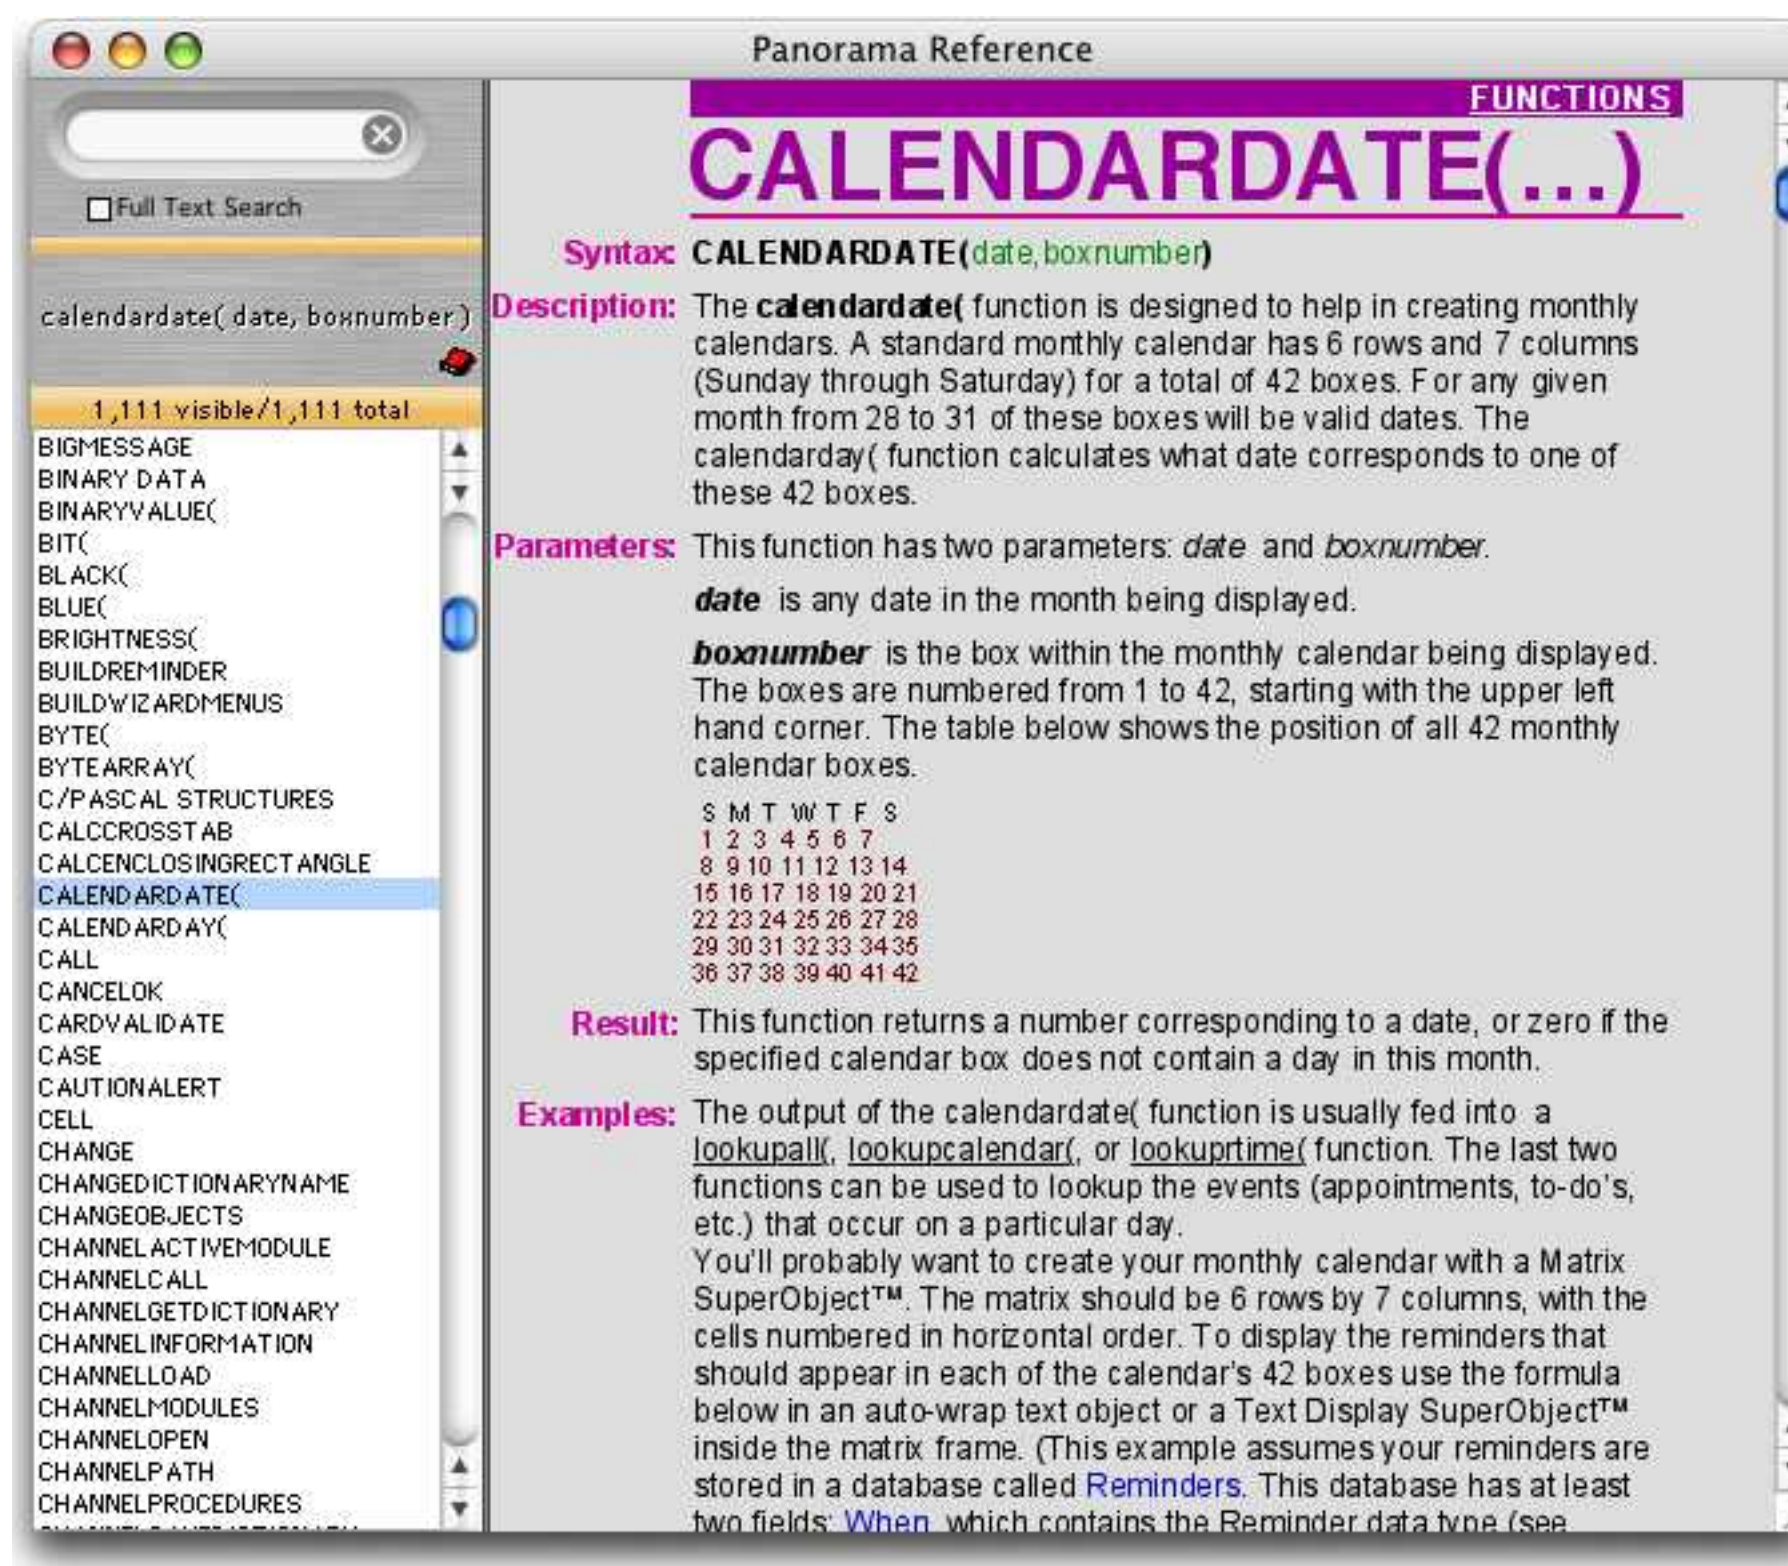 Panorama Reference
Full Text Search
calendardate( date, boxnumber )
1,111 visible/1,111 total
BIGMESSAGE
BINARY DATA
BINARYVALUE(
BIT(
BLACK(
BLUE(
BRIGHTNESS(
BUILDREMINDER
BUILDWIZARDMENUS
BYTE(
BYTEARRAY(
C/PASCAL STRUCTURES
CALCCROSSTAB
CALCENCLOSINGRECTANGLE
CALENDARDATE(
CALENDARDAY(
CALL
CANCELOK
CARDVALIDATE
CASE
CAUTIONALERT
CELL
CHANGE
CHANGEDICTIONARYNAME
CHANGEOBJECTS
CHANNELACTIVEMODULE
CHANNELCALL
CHANNELGETDICTIONARY
CHANNELINFORMATION
CHANNELLOAD
CHANNELMODULES
CHANNELOPEN
CHANNELPATH
CHANNELPROCEDURES
FUNCTIONS
CALENDARDATE(...)
Syntax: CALENDARDATE(date,boxnumber)
Description: The calendardate( function is designed to help in creating monthly
calendars. A standard monthly calendar has 6 rows and 7 columns
(Sunday through Saturday) for a total of 42 boxes. For any given
month from 28 to 31 of these boxes will be valid dates. The
calendarday( function calculates what date corresponds to one of
these 42 boxes.
Parameters: This function has two parameters: date and boxnumber.
date is any date in the month being displayed.
boxnumber is the box within the monthly calendar being displayed.
The boxes are numbered from 1 to 42, starting with the upper left
hand corner. The table below shows the position of all 42 monthly
calendar boxes.
S M T W T F S
1 2 3 4 5 6 7
8 9 10 11 12 13 14
15 16 17 18 19 20 21
22 23 24 25 26 27 28
29 30 31 32 33 34 35
36 37 38 39 40 41 42
Result: This function returns a number corresponding to a date, or zero if the
specified calendar box does not contain a day in this month.
Examples: The output of the calendardate( function is usually fed into a
lookupall(, lookupcalendar(, or lookuprtime( function. The last two
functions can be used to lookup the events (appointments, to-do's,
etc.) that occur on a particular day.
You'll probably want to create your monthly calendar with a Matrix
SuperObject™. The matrix should be 6 rows by 7 columns, with the
cells numbered in horizontal order. To display the reminders that
should appear in each of the calendar's 42 boxes use the formula
below in an auto-wrap text object or a Text Display SuperObject™
inside the matrix frame. (This example assumes your reminders are
stored in a database called Reminders. This database has at least
two fields: When, which contains the Reminder data type (see